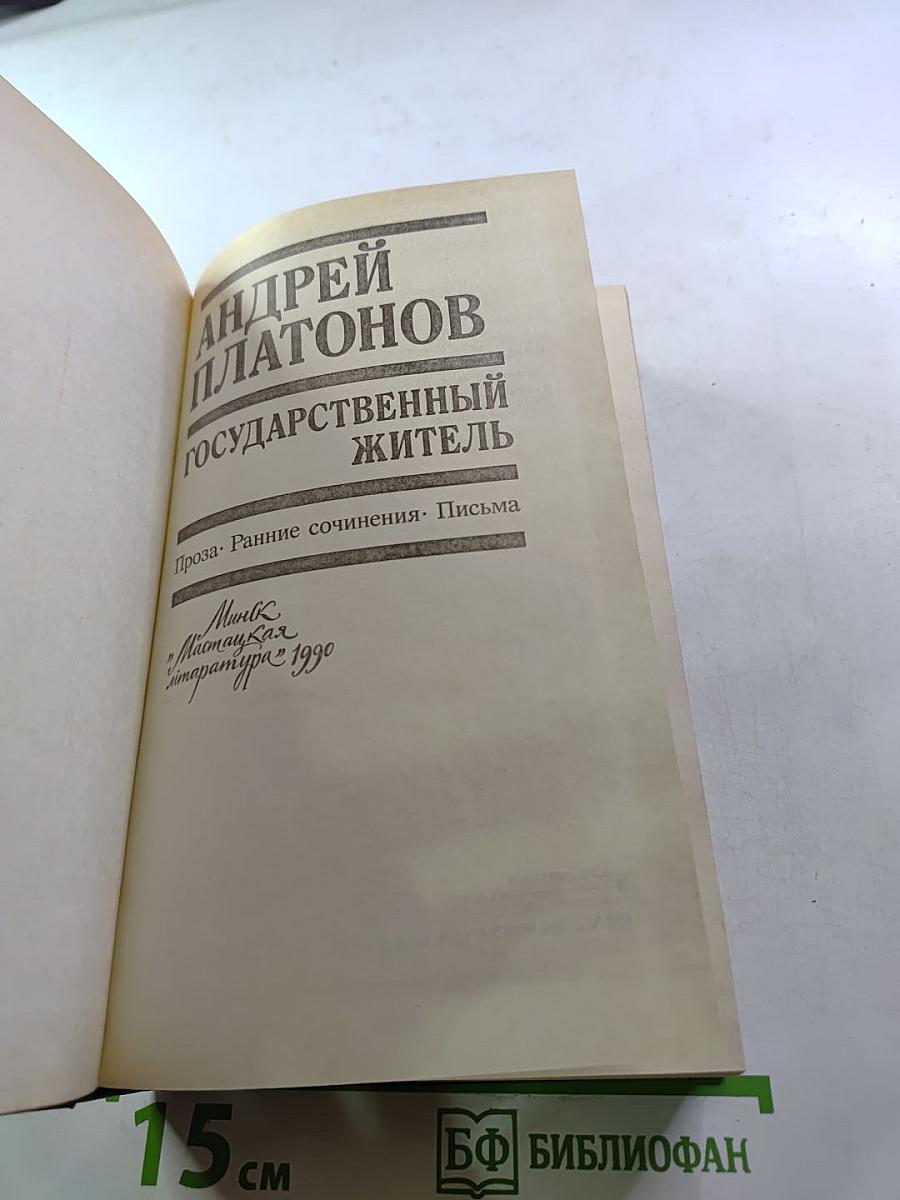 АНДРЕЙ
ПЛАТОНОВ
ГОСУДАРСТВЕННЫЙ
ЖИТЕЛЬ
Проза· Ранние сочинения· Письма
Минск
„Мастацкая
літаратура” 1990
15 см
БФ БИБЛИОФАН